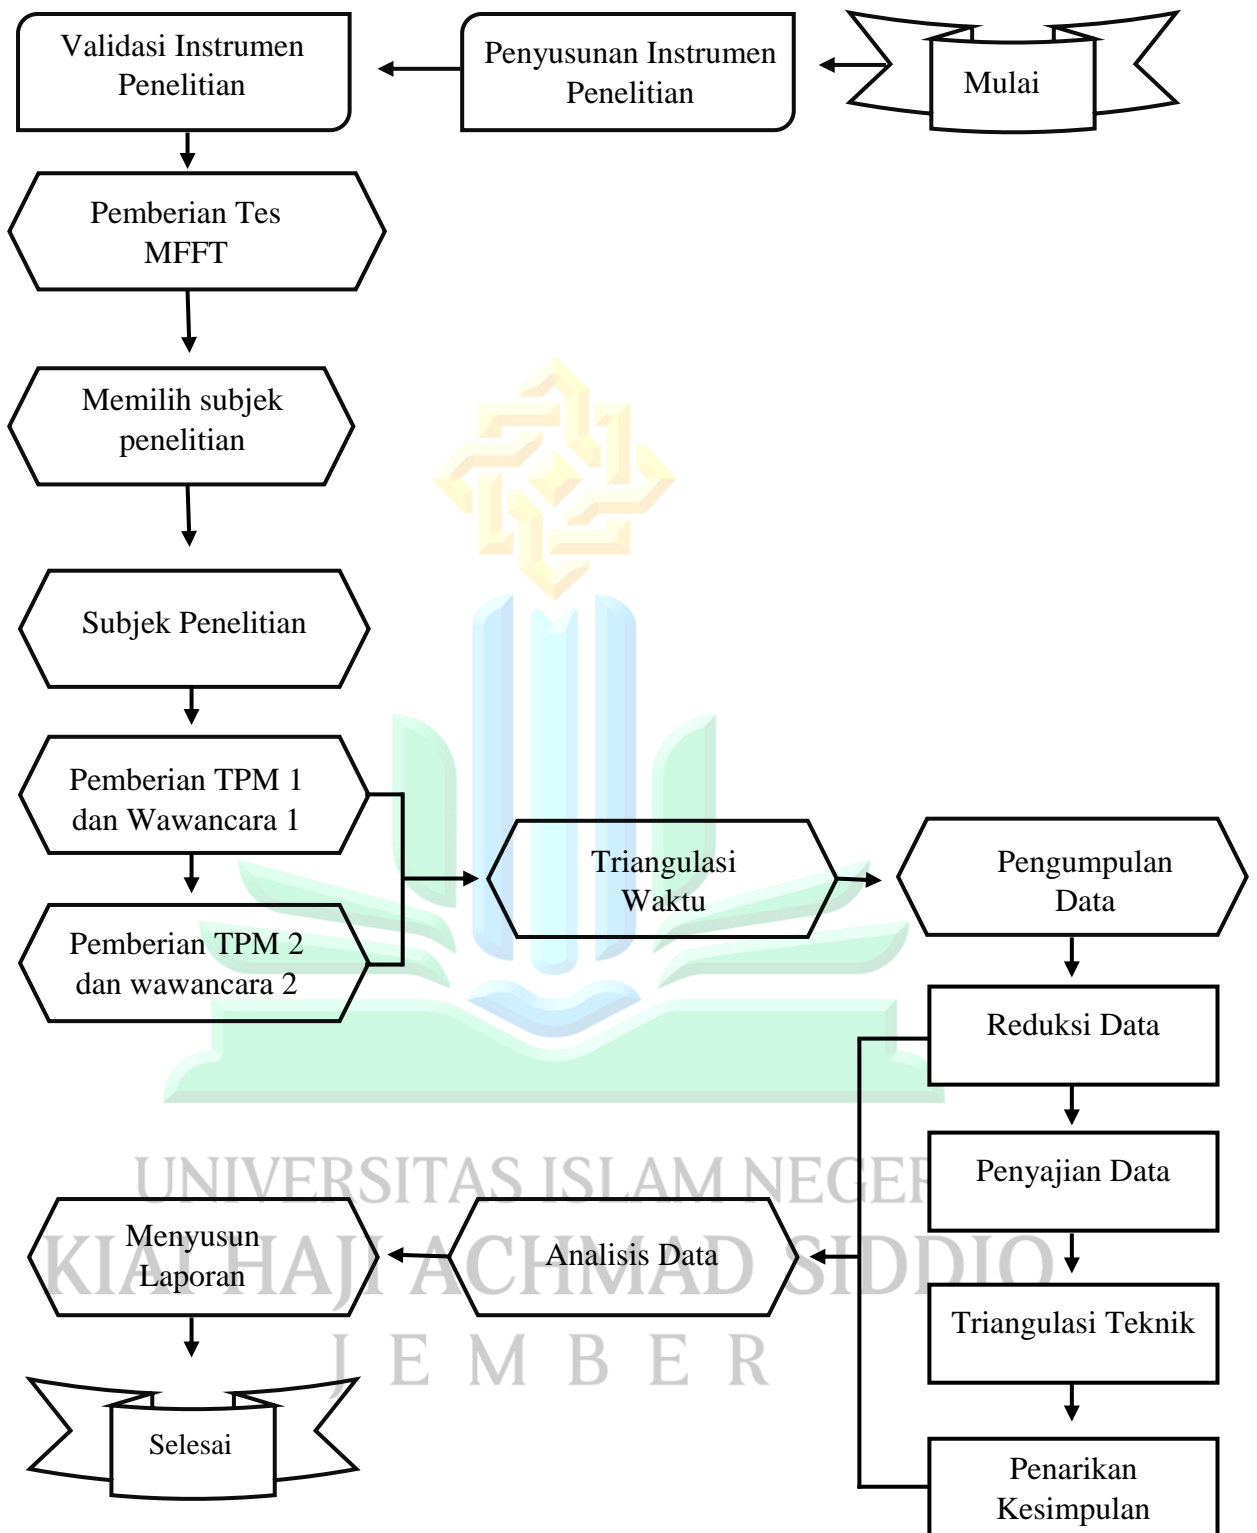 Mulai
Penyusunan Instrumen
Penelitian
Validasi Instrumen
Penelitian
Pemberian Tes
MFFT
Memilih subjek
penelitian
Subjek Penelitian
Pemberian TPM 1
dan Wawancara 1
Pemberian TPM 2
dan wawancara 2
Triangulasi
Waktu
Pengumpulan
Data
Reduksi Data
Penyajian Data
Triangulasi Teknik
Penarikan
Kesimpulan
Analisis Data
Menyusun
Laporan
Selesai
UNIVERSITAS ISLAM NEGER
KIAI HAJI ACHMAD SIDDIQ
JEMBER